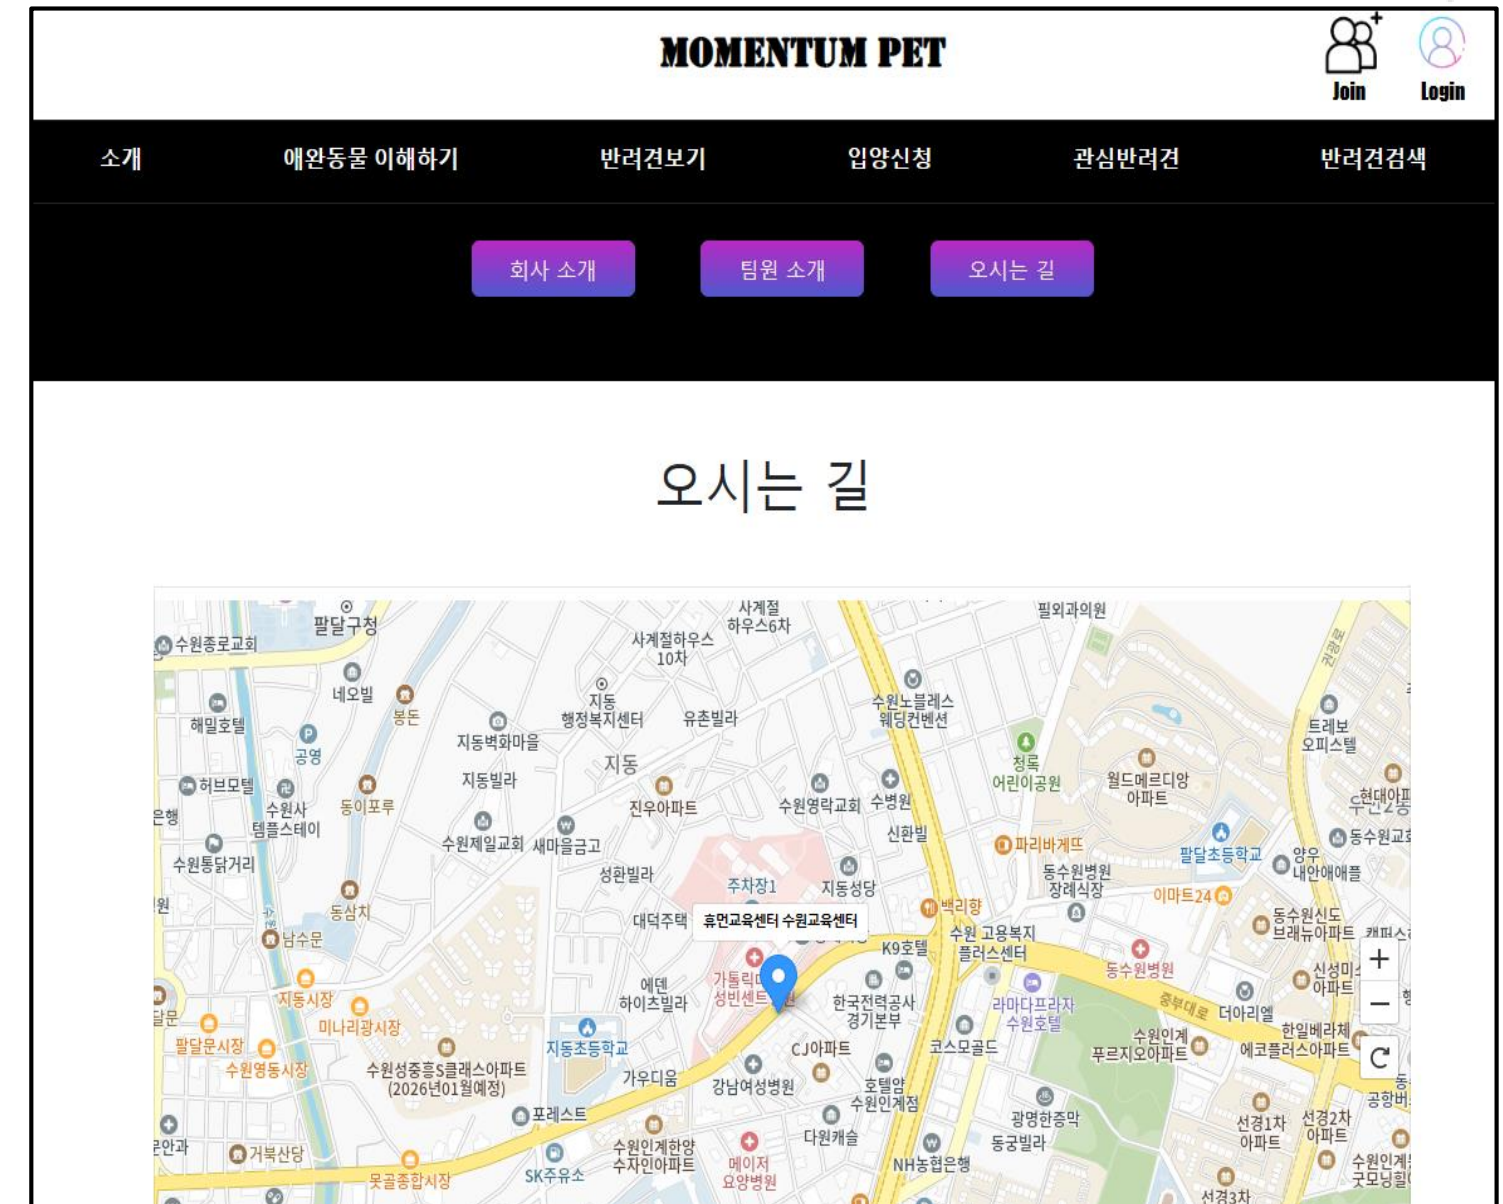 MOMENTUM PET
Join
Login
소개
애완동물 이해하기
반려견보기
입양신청
관심반려견
반려견검색
회사 소개
팀원 소개
오시는 길
오시는 길
사계절
하우스6차
필외과의원
팔달구청
수원종로교회
사계절하우스
10차
권광로
네오빌
지동
행정복지센터
유촌빌라
수원노블레스
웨딩컨벤션
해밀호텔
봉돈
지동벽화마을
트레보
오피스텔
공영
지동
청록
어린이공원
허브모텔
지동빌라
월드메르디앙
아파트
수원사
템플스테이
동이포루
진우아파트
수원영락교회
수병원
은행
수원제일교회
새마을금고
신환빌
파리바게뜨
팔달초등학교
동수원교회
수원통닭거리
성환빌라
주차장1
지동성당
동수원병원
장례식장
이마트24
양우
내안애애플
동삼치
대덕주택
휴먼교육센터 수원교육센터
백리향
동수원신도
브래뉴아파트
남수문
K9호텔
수원 고용복지
플러스센터
동수원병원
신성미소
아파트
지동시장
에덴
하이츠빌라
한국전력공사
경기본부
라마다프라자
수원호텔
중부대로
더아리엘
미나리광시장
팔달문시장
수원영동시장
지동초등학교
CJ아파트
코스모골드
수원인계
푸르지오아파트
한일베라체
에코플러스아파트
수원성중흥S클래스아파트
(2026년01월예정)
가우디움
강남여성병원
호텔얌
수원인계점
포레스트
광명한증막
선경1차
아파트
선경2차
아파트
다원캐슬
동궁빌라
거북산당
수원인계한양
수자인아파트
메이저
요양병원
NH농협은행
못골종합시장
SK주유소
선경3차